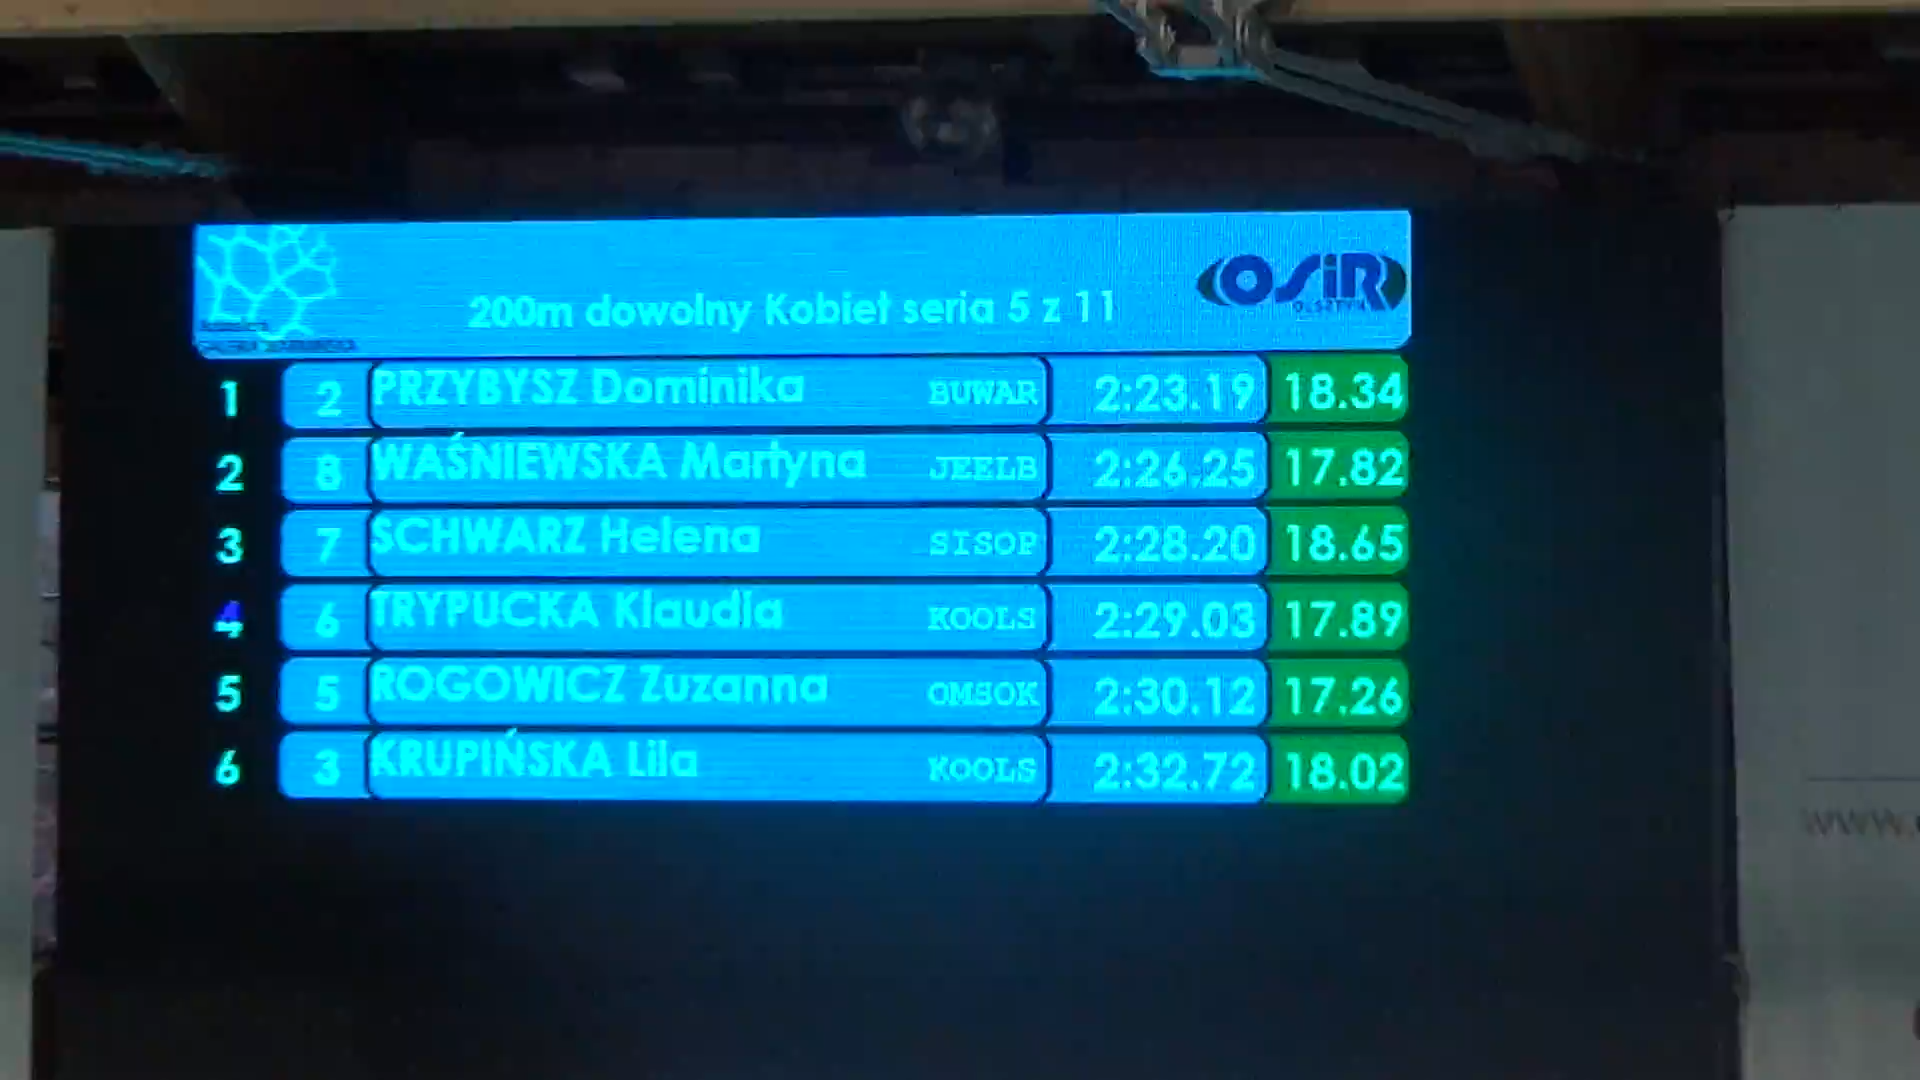 200m dowolny Kobiet seria 5 z 11
OSiR
OLSZTYN
1 2 PRZYBYSZ Dominika BUWAR 2:23.19 18.34
2 8 WAŚNIEWSKA Martyna JEELB 2:26.25 17.82
3 7 SCHWARZ Helena SISOP 2:28.20 18.65
4 6 TRYPUCKA Klaudia KOOLS 2:29.03 17.89
5 5 ROGOWICZ Zuzanna OMSOK 2:30.12 17.26
6 3 KRUPIŃSKA Lila KOOLS 2:32.72 18.02
www.